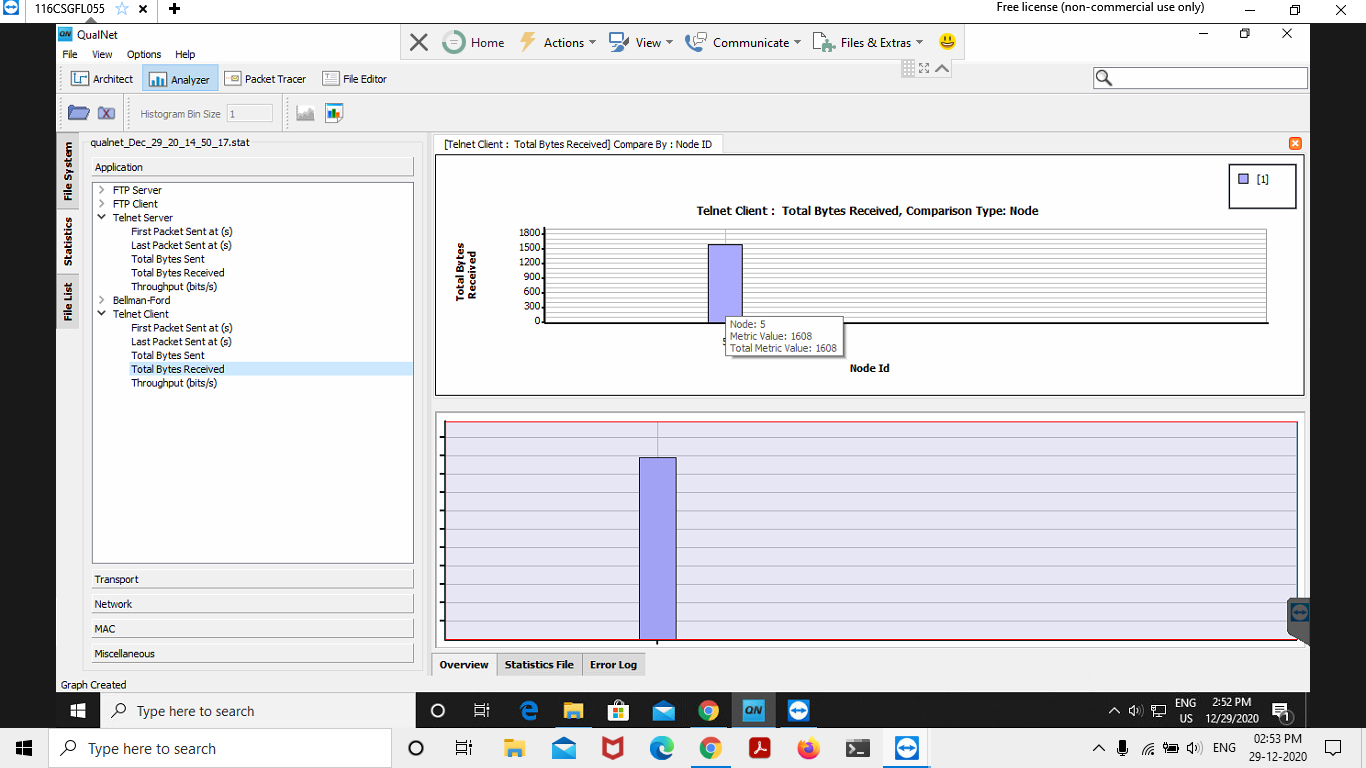 116CSGFL055
Free license (non-commercial use only)
QualNet
File View Options Help
Home Actions View Communicate Files & Extras
Architect Analyzer Packet Tracer File Editor
Histogram Bin Size 1
File System
Statistics
File List
qualnet_Dec_29_20_14_50_17.stat
Application
FTP Server
FTP Client
Telnet Server
First Packet Sent at (s)
Last Packet Sent at (s)
Total Bytes Sent
Total Bytes Received
Throughput (bits/s)
Bellman-Ford
Telnet Client
First Packet Sent at (s)
Last Packet Sent at (s)
Total Bytes Sent
Total Bytes Received
Throughput (bits/s)
Transport
Network
MAC
Miscellaneous
Graph Created
[Telnet Client : Total Bytes Received] Compare By : Node ID
[1]
Telnet Client : Total Bytes Received, Comparison Type: Node
Total Bytes
Received
1800
1500
1200
900
600
300
0
Node: 5
Metric Value: 1608
Total Metric Value: 1608
Node Id
Overview Statistics File Error Log
Type here to search
QN
ENG
US
2:52 PM
12/29/2020
1
Type here to search
ENG
02:53 PM
29-12-2020